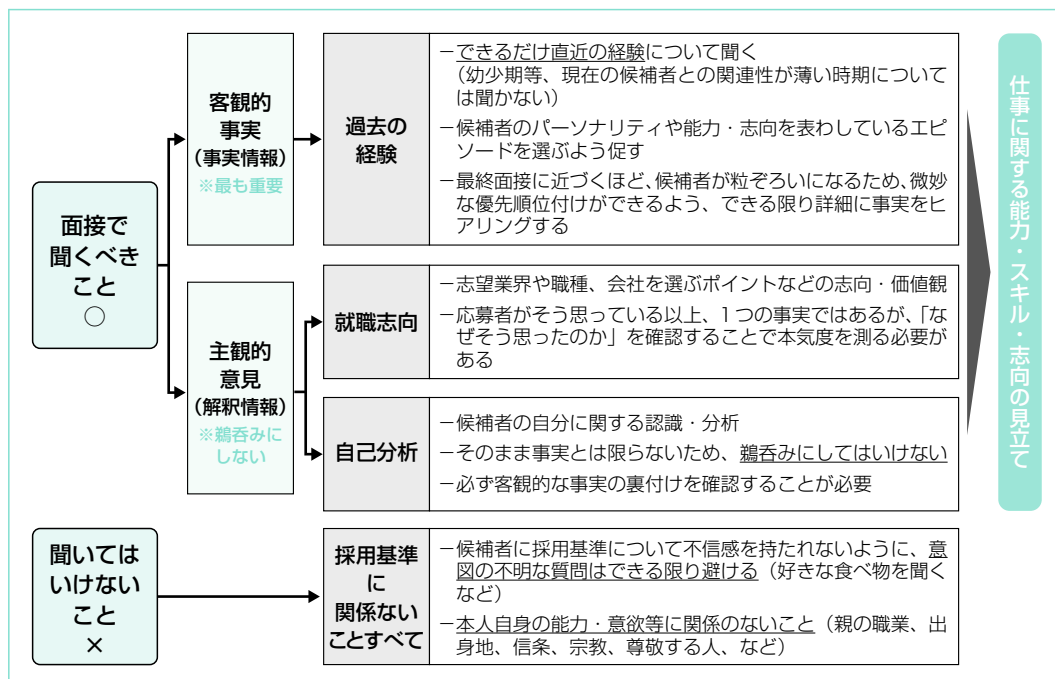 面接で
聞くべき
こと
○
客観的
事実
（事実情報）
※最も重要
過去の
経験
－できるだけ直近の経験について聞く
（幼少期等、現在の候補者との関連性が薄い時期については聞かない）
－候補者のパーソナリティや能力・志向を表わしているエピ
ソードを選ぶよう促す
－最終面接に近づくほど、候補者が粒ぞろいになるため、微妙
な優先順位付けができるよう、できる限り詳細に事実をヒ
アリングする
主観的
意見
（解釈情報）
※鵜呑みに
しない
就職志向
－志望業界や職種、会社を選ぶポイントなどの志向・価値観
－応募者がそう思っている以上、1つの事実ではあるが、「な
ぜそう思ったのか」を確認することで本気度を測る必要が
ある
自己分析
－候補者の自分に関する認識・分析
－そのまま事実とは限らないため、鵜呑みにしてはいけない
－必ず客観的な事実の裏付けを確認することが必要
仕事に関する能力・スキル・志向の見立て
聞いては
いけない
こと
×
採用基準
に
関係ない
ことすべて
－候補者に採用基準について不信感を持たれないように、意
図の不明な質問はできる限り避ける（好きな食べ物を聞く
など）
－本人自身の能力・意欲等に関係のないこと（親の職業、出
身地、信条、宗教、尊敬する人、など）